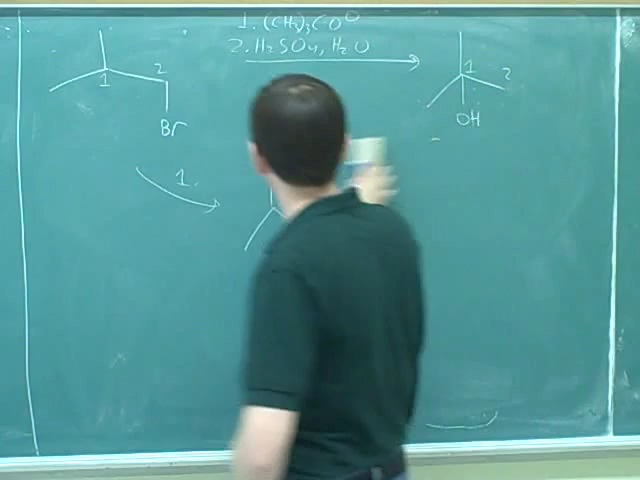 1. (CH₃)₃CO⊖
2. H₂SO₄, H₂O
1
2
Br
1
2
OH
1.